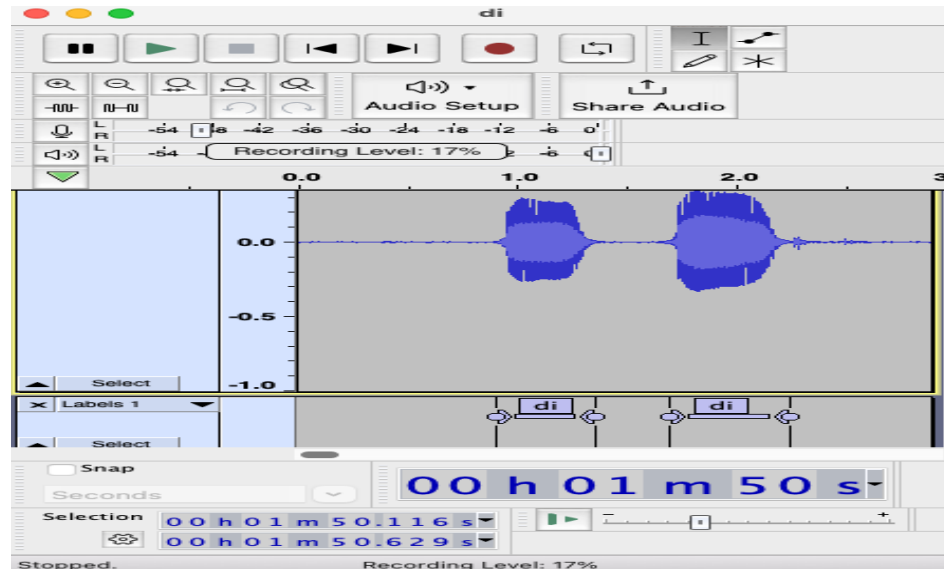 di
Audio Setup
Share Audio
L
R
-54 8 -42 -36 -30 -24 -18 -12 -6 0
L
R
-54 Recording Level: 17% -6
0.0 1.0 2.0 3
0.0
-0.5
-1.0
Select
Labels 1
di di
Select
Snap
Seconds
00 h 01 m 50 s
Selection
00 h 01 m 50.116 s
00 h 01 m 50.629 s
Stopped. Recording Level: 17%